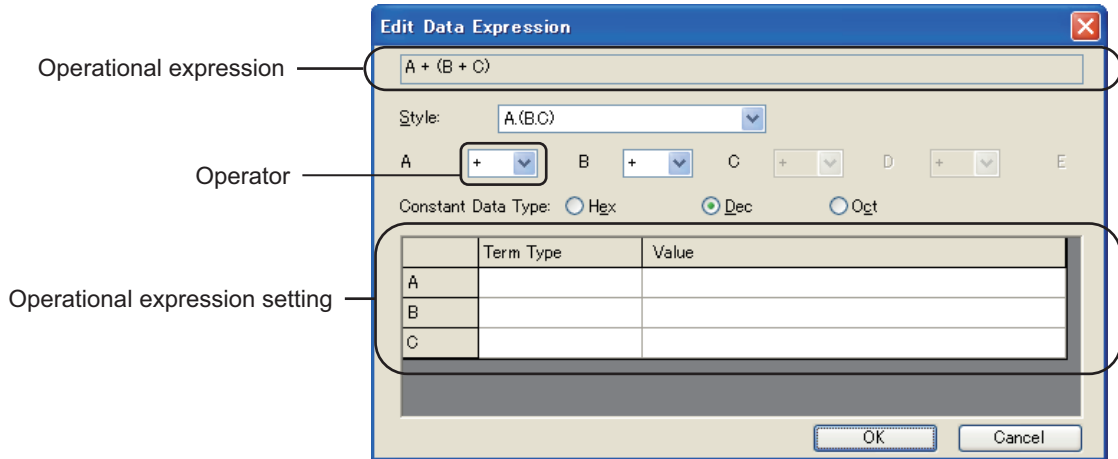 Edit Data Expression
Operational expression
A + (B + C)
Style: A.(B.C)
Operator
A + B + C + D + E
Constant Data Type: Hex Dec Oct
Term Type Value
A
Operational expression setting
B
C
OK Cancel